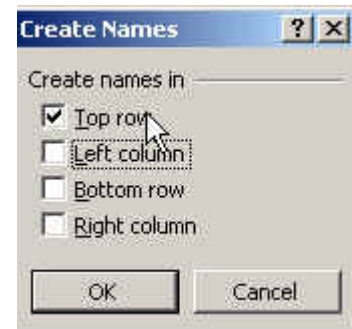 Create Names
Create names in
Top row
Left column
Bottom row
Right column
OK Cancel